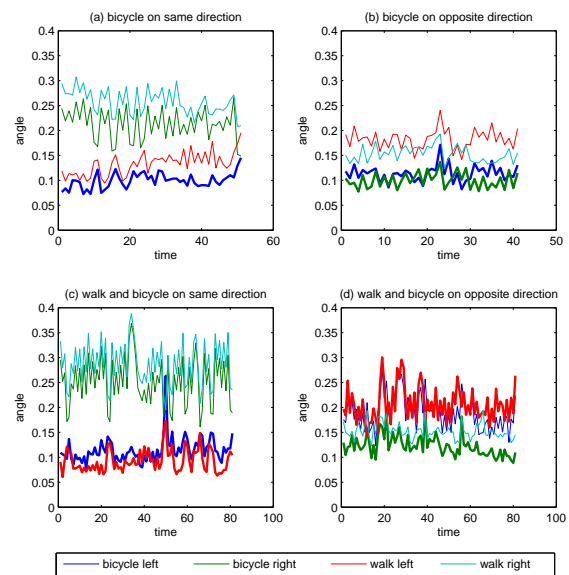 (a) bicycle on same direction
0.4
0.35
0.3
0.25
0.2
0.15
0.1
0.05
0
angle
0 20 40 60
time
(b) bicycle on opposite direction
0.4
0.35
0.3
0.25
0.2
0.15
0.1
0.05
0
angle
0 10 20 30 40 50
time
(c) walk and bicycle on same direction
0.4
0.35
0.3
0.25
0.2
0.15
0.1
0.05
0
angle
0 20 40 60 80 100
time
(d) walk and bicycle on opposite direction
0.4
0.35
0.3
0.25
0.2
0.15
0.1
0.05
0
angle
0 20 40 60 80 100
time
bicycle left bicycle right walk left walk right